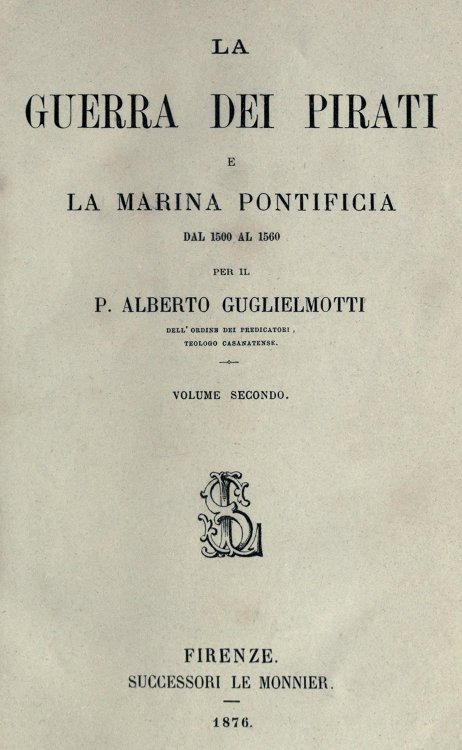 LA
GUERRA DEI PIRATI
E
LA MARINA PONTIFICIA
DAL 1500 AL 1560
PER IL
P. ALBERTO GUGLIELMOTTI
DELL' ORDINE DEI PREDICATORI,
TEOLOGO CASANATENSE.
VOLUME SECONDO.
FIRENZE.
SUCCESSORI LE MONNIER.
1876.